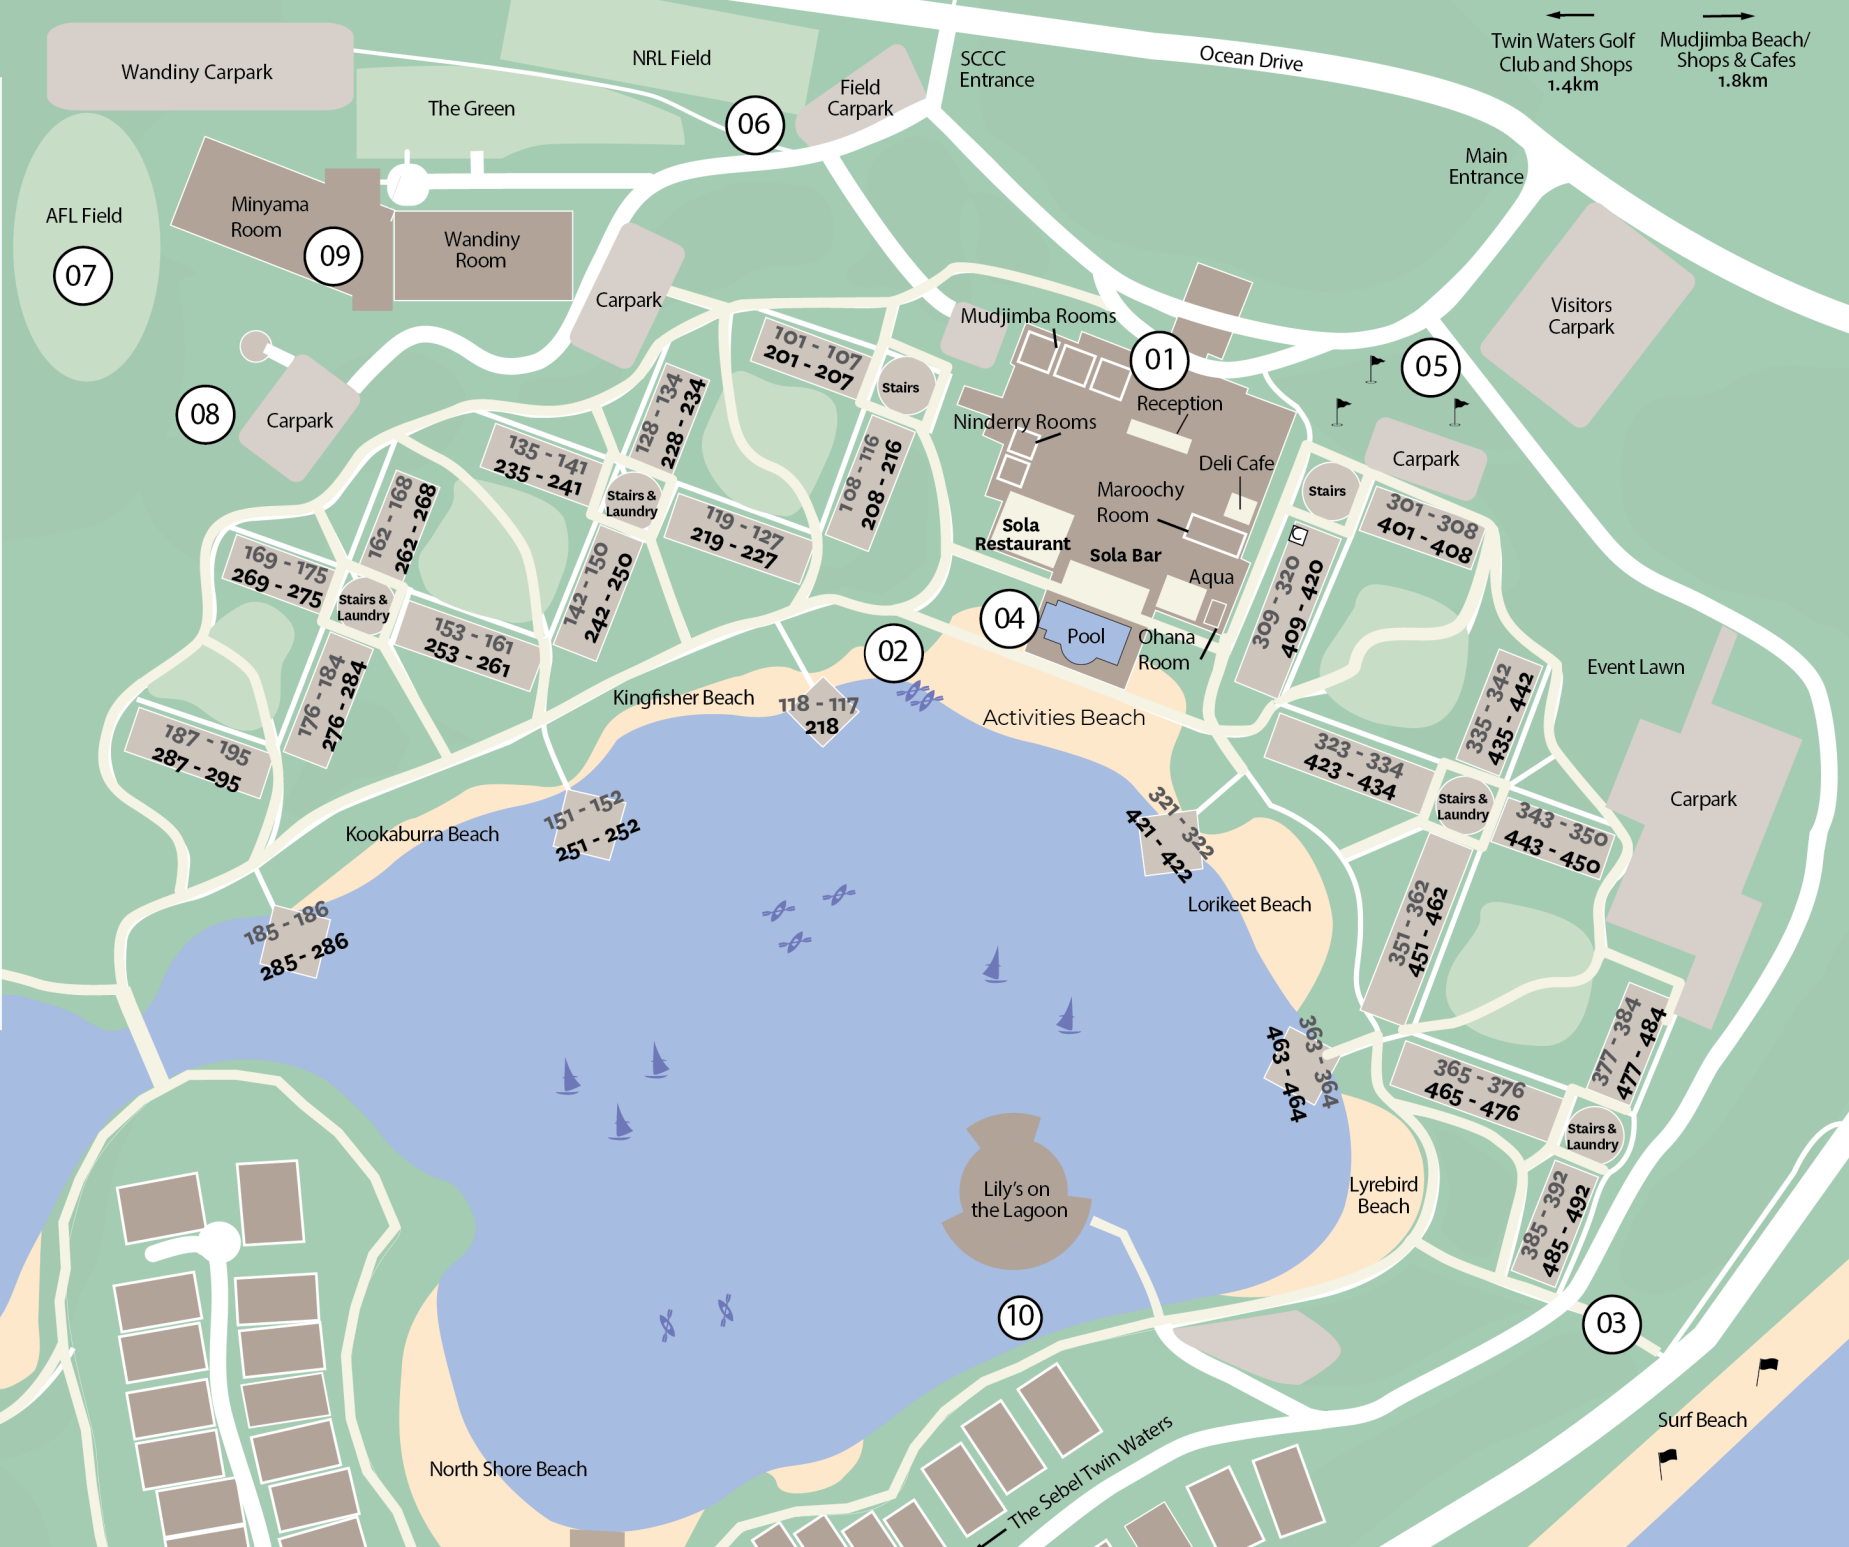 Twin Waters Golf
Club and Shops
1.4km
Mudjimba Beach/
Shops & Cafes
1.8km
Ocean Drive
SCCC
Entrance
Main
Entrance
NRL Field
Field
Carpark
Wandiny Carpark
The Green
06
AFL Field
07
Minyama
Room
09
Wandiny
Room
Carpark
Visitors
Carpark
08
Carpark
Mudjimba Rooms
01
05
Reception
Ninderry Rooms
Deli Cafe
Maroochy
Room
Sola
Restaurant
Sola Bar
Aqua
Carpark
Stairs
101 - 107
201 - 207
Stairs
108 - 116
208 - 216
128 - 134
228 - 234
135 - 141
235 - 241
Stairs &
Laundry
119 - 127
219 - 227
142 - 150
242 - 250
162 - 168
262 - 268
169 - 175
269 - 275
Stairs &
Laundry
153 - 161
253 - 261
176 - 184
276 - 284
187 - 195
287 - 295
301 - 308
401 - 408
309 - 320
409 - 420
04
Pool
Ohana
Room
02
Kingfisher Beach
118 - 117
218
Activities Beach
Event Lawn
335 - 342
435 - 442
323 - 334
423 - 434
Stairs &
Laundry
343 - 350
443 - 450
Carpark
351 - 362
451 - 462
321 - 322
421 - 422
Lorikeet Beach
Kookaburra Beach
151 - 152
251 - 252
185 - 186
285 - 286
363 - 364
463 - 464
377 - 384
477 - 484
365 - 376
465 - 476
Stairs &
Laundry
385 - 392
485 - 492
Lyrebird
Beach
Lily's on
the Lagoon
10
03
Surf Beach
North Shore Beach
The Sebel Twin Waters